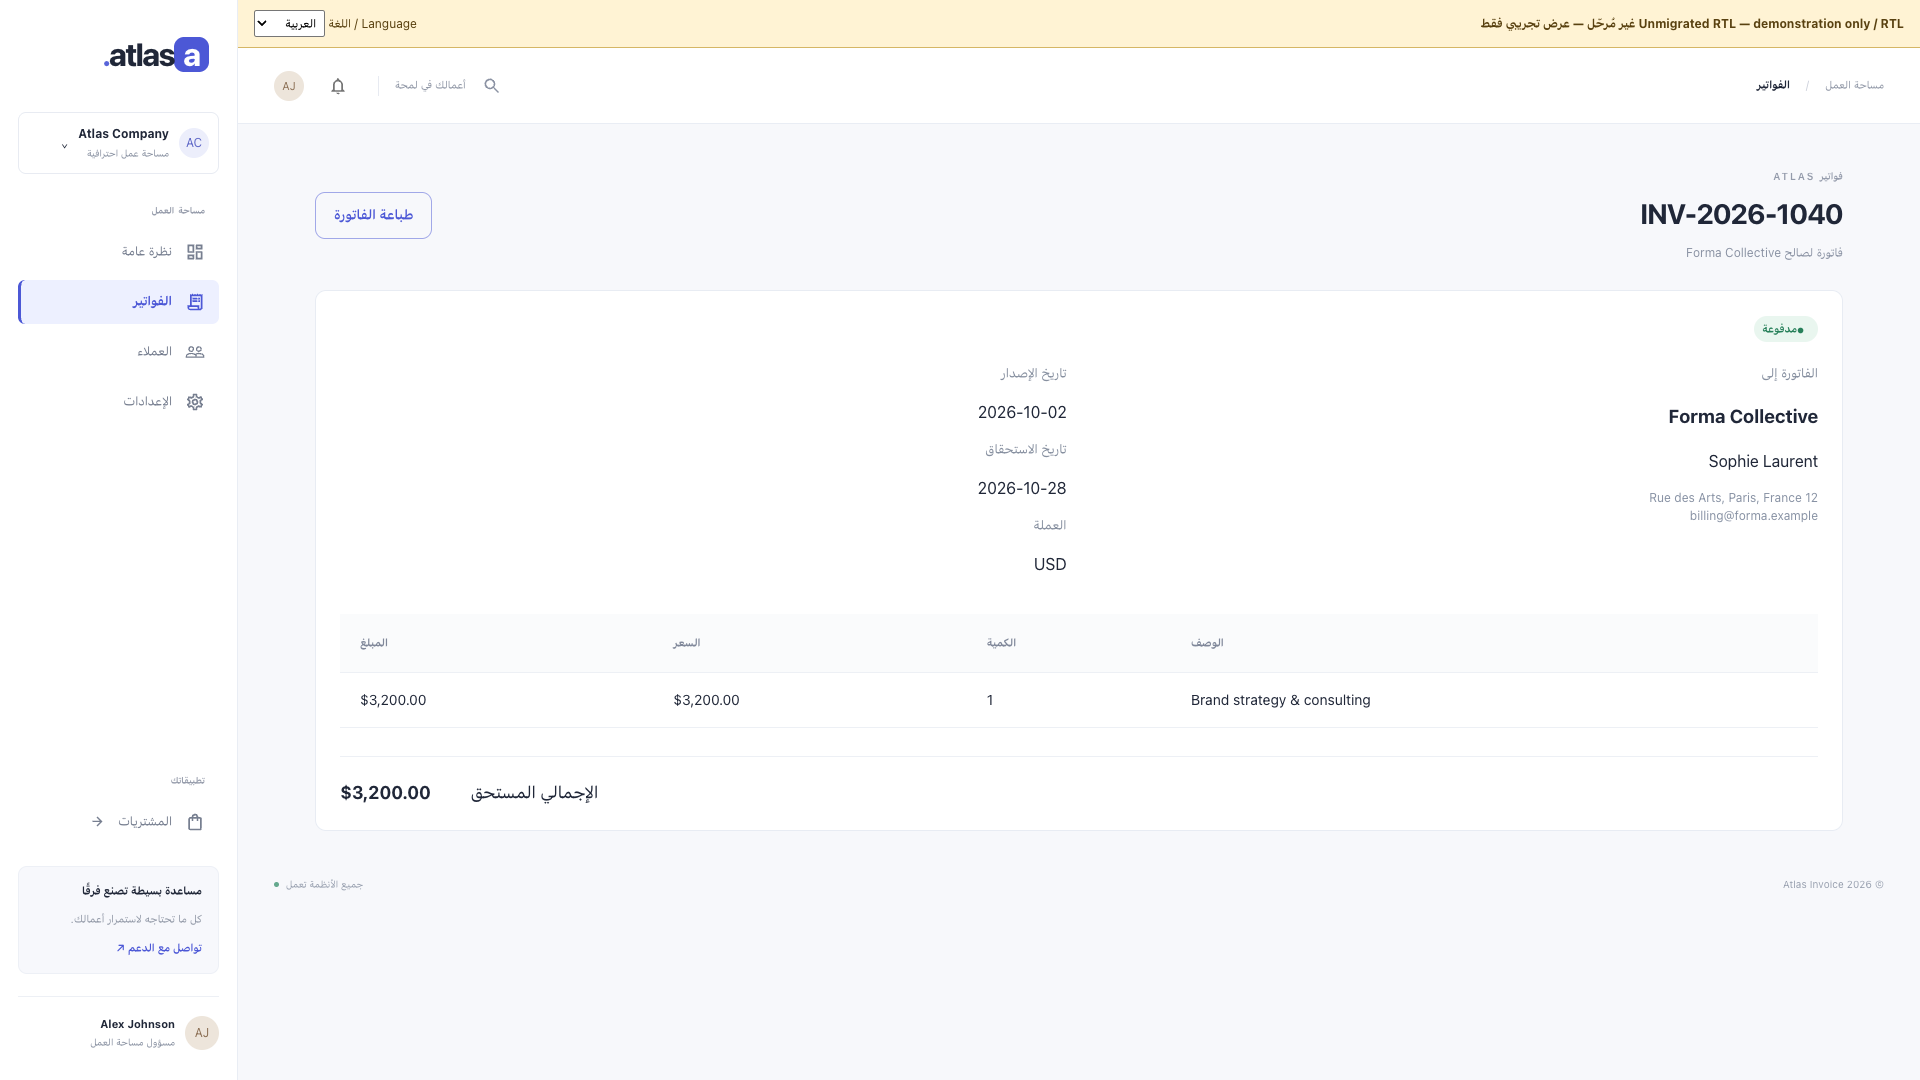 Unmigrated RTL — demonstration only / RTL غير مُرحّل — عرض تجريبي فقط
Language / اللغة العربية
atlas.
a
AC
Atlas Company
مساحة عمل احترافية
مساحة العمل
نظرة عامة
الفواتير
العملاء
الإعدادات
تطبيقاتك
المشتريات →
مساعدة بسيطة تصنع فرقًا
كل ما تحتاجه لاستمرار أعمالك.
تواصل مع الدعم ↗
AJ
Alex Johnson
مسؤول مساحة العمل
مساحة العمل / الفواتير
أعمالك في لمحة
AJ
فواتير ATLAS
INV-2026-1040
فاتورة لصالح Forma Collective
طباعة الفاتورة
مدفوعة
الفاتورة إلى
Forma Collective
Sophie Laurent
Rue des Arts, Paris, France 12
billing@forma.example
تاريخ الإصدار
2026-10-02
تاريخ الاستحقاق
2026-10-28
العملة
USD
الوصف الكمية السعر المبلغ
Brand strategy & consulting 1 $3,200.00 $3,200.00
الإجمالي المستحق $3,200.00
Atlas Invoice 2026 ©
جميع الأنظمة تعمل